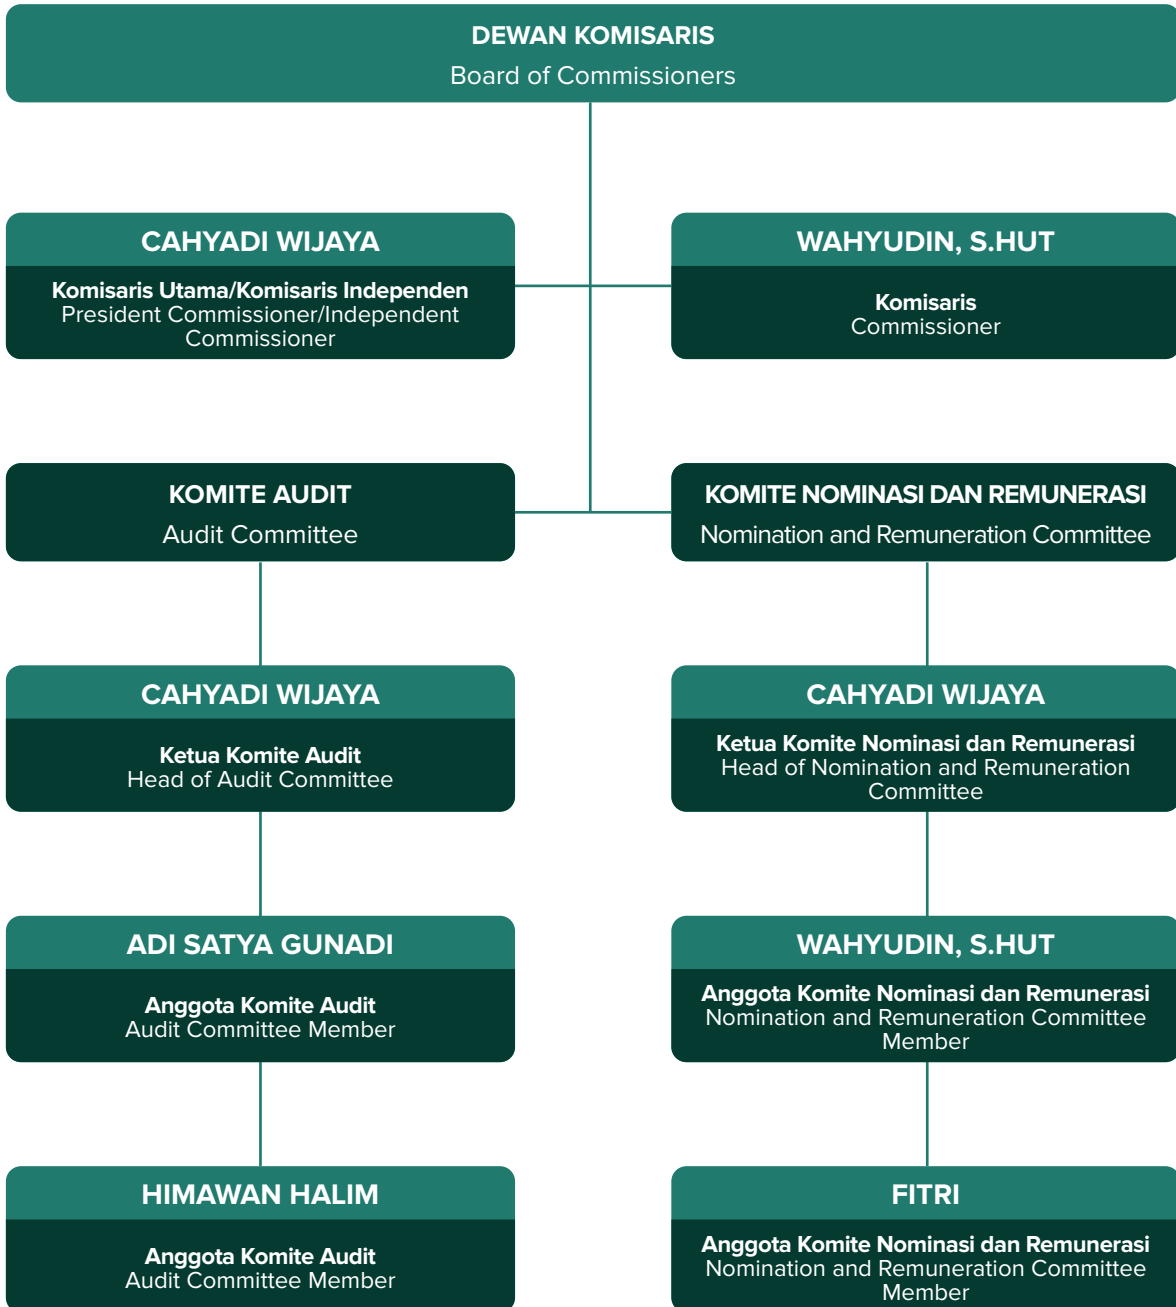 DEWAN KOMISARIS
Board of Commissioners
CAHYADI WIJAYA
Komisaris Utama/Komisaris Independen
President Commissioner/Independent
Commissioner
WAHYUDIN, S.HUT
Komisaris
Commissioner
KOMITE AUDIT
Audit Committee
KOMITE NOMINASI DAN REMUNERASI
Nomination and Remuneration Committee
CAHYADI WIJAYA
Ketua Komite Audit
Head of Audit Committee
CAHYADI WIJAYA
Ketua Komite Nominasi dan Remunerasi
Head of Nomination and Remuneration
Committee
ADI SATYA GUNADI
Anggota Komite Audit
Audit Committee Member
WAHYUDIN, S.HUT
Anggota Komite Nominasi dan Remunerasi
Nomination and Remuneration Committee
Member
HIMAWAN HALIM
Anggota Komite Audit
Audit Committee Member
FITRI
Anggota Komite Nominasi dan Remunerasi
Nomination and Remuneration Committee
Member